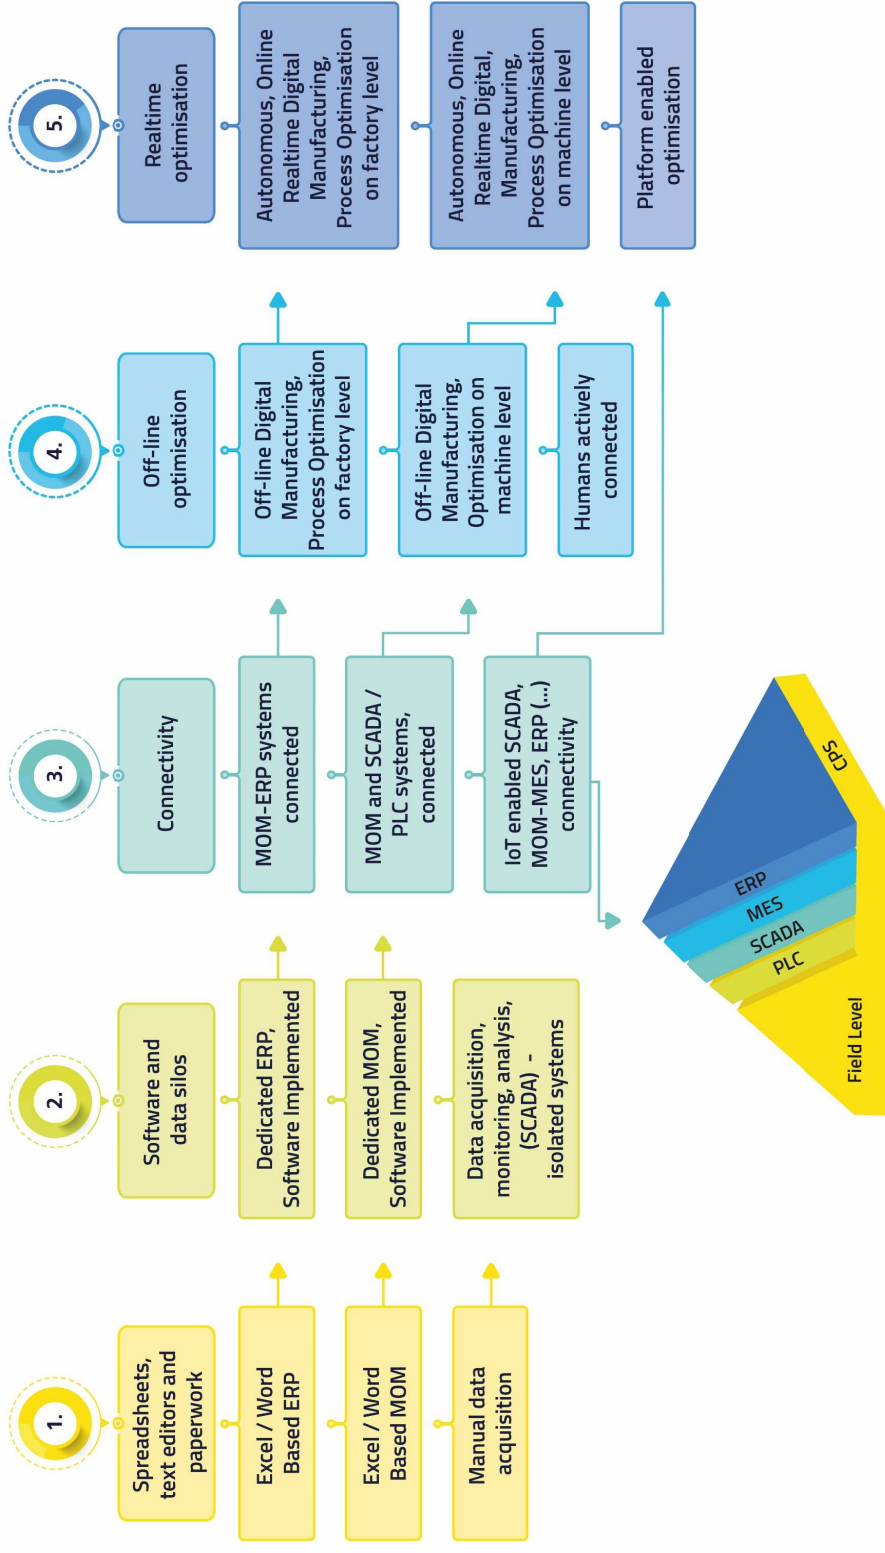 1.
Spreadsheets,
text editors and
paperwork
Excel / Word
Based ERP
Excel / Word
Based MOM
Manual data
acquisition
2.
Software and
data silos
Dedicated ERP,
Software Implemented
Dedicated MOM,
Software Implemented
Data acquisition,
monitoring, analysis,
(SCADA) -
isolated systems
3.
Connectivity
MOM-ERP systems
connected
MOM and SCADA /
PLC systems,
connected
IoT enabled SCADA,
MOM-MES, ERP (...)
connectivity
4.
Off-line
optimisation
Off-line Digital
Manufacturing,
Process Optimisation
on factory level
Off-line Digital
Manufacturing,
Optimisation on
machine level
Humans actively
connected
5.
Realtime
optimisation
Autonomous, Online
Realtime Digital
Manufacturing,
Process Optimisation
on factory level
Autonomous, Online
Realtime Digital,
Manufacturing,
Process Optimisation
on machine level
Platform enabled
optimisation
ERP
MES
SCADA
PLC
Field Level
CPS